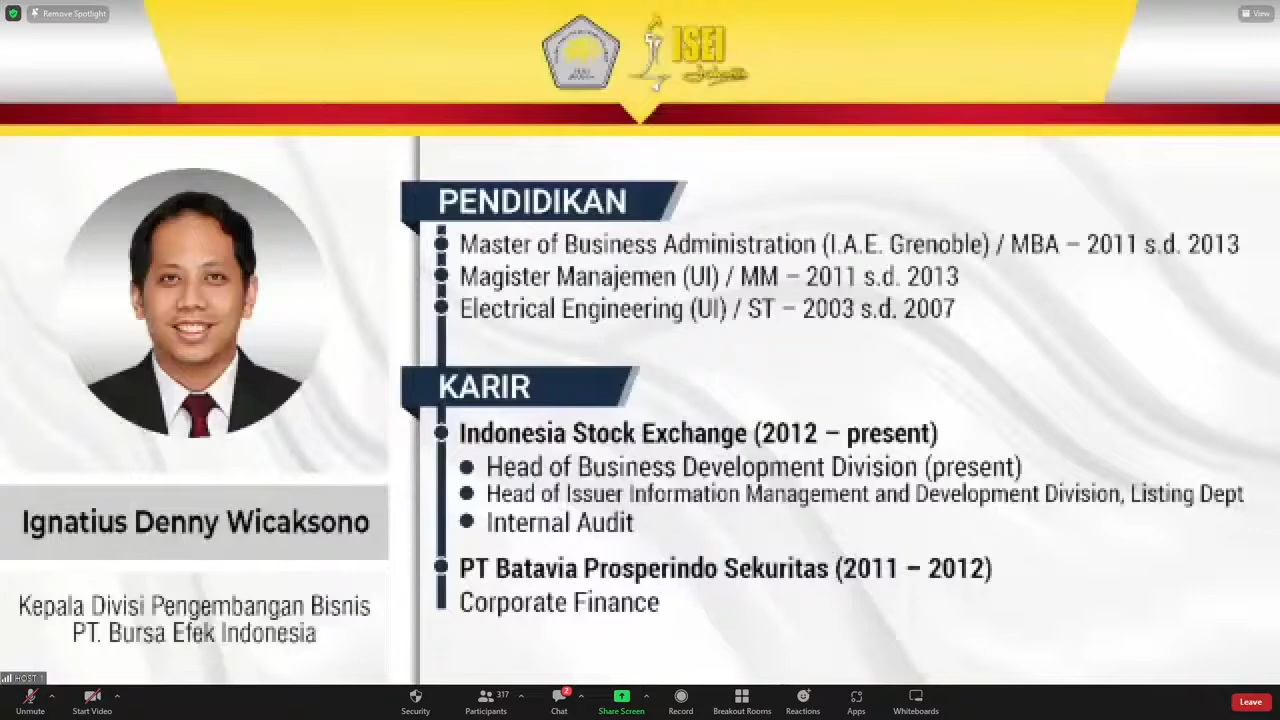 Remove Spotlight
View
ISEI
Jakarta
PENDIDIKAN
Master of Business Administration (I.A.E. Grenoble) / MBA – 2011 s.d. 2013
Magister Manajemen (UI) / MM – 2011 s.d. 2013
Electrical Engineering (UI) / ST – 2003 s.d. 2007
KARIR
Indonesia Stock Exchange (2012 – present)
Head of Business Development Division (present)
Head of Issuer Information Management and Development Division, Listing Dept
Internal Audit
PT Batavia Prosperindo Sekuritas (2011 – 2012)
Corporate Finance
Ignatius Denny Wicaksono
Kepala Divisi Pengembangan Bisnis
PT. Bursa Efek Indonesia
HOST 1
Unmute
Start Video
Security
Participants
317
Chat
2
Share Screen
Record
Breakout Rooms
Reactions
Apps
Whiteboards
Leave